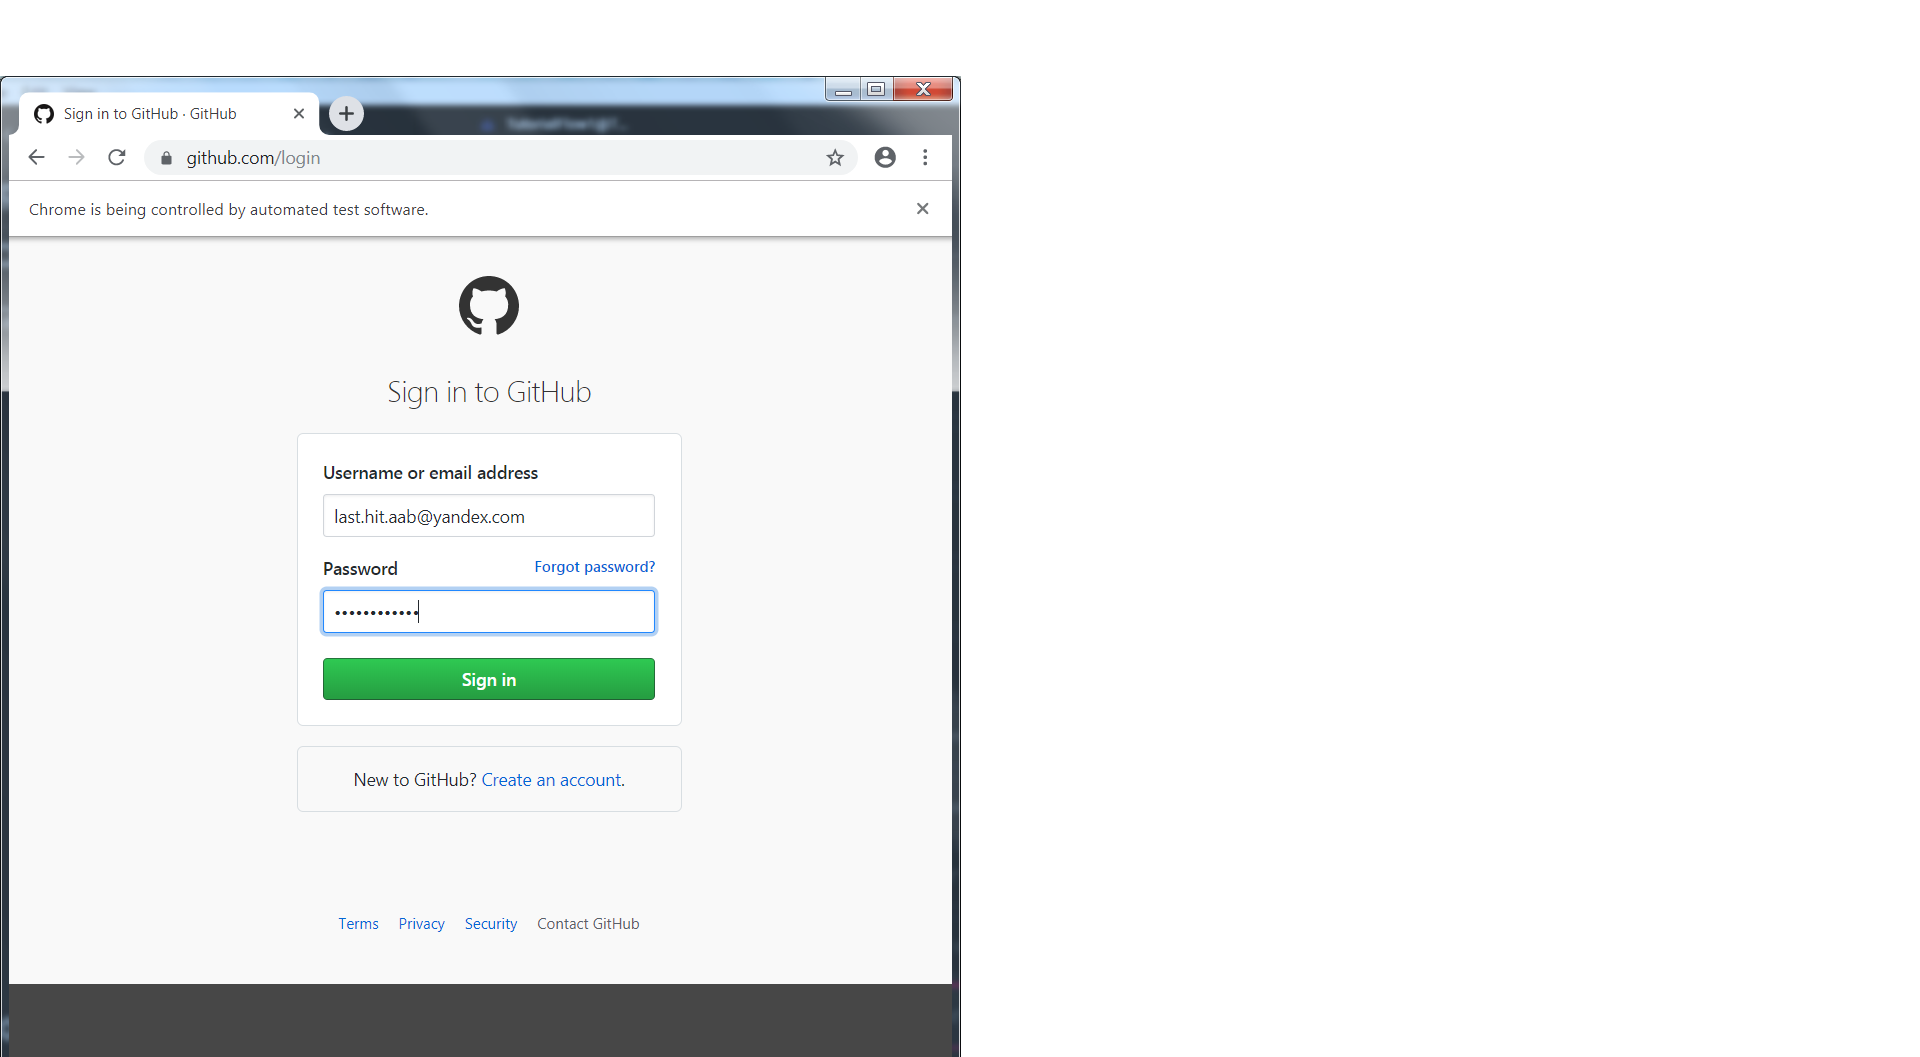 Sign in to GitHub · GitHub
github.com/login
Chrome is being controlled by automated test software.
Sign in to GitHub
Username or email address
last.hit.aab@yandex.com
Password Forgot password?
••••••••••••
Sign in
New to GitHub? Create an account.
Terms Privacy Security Contact GitHub